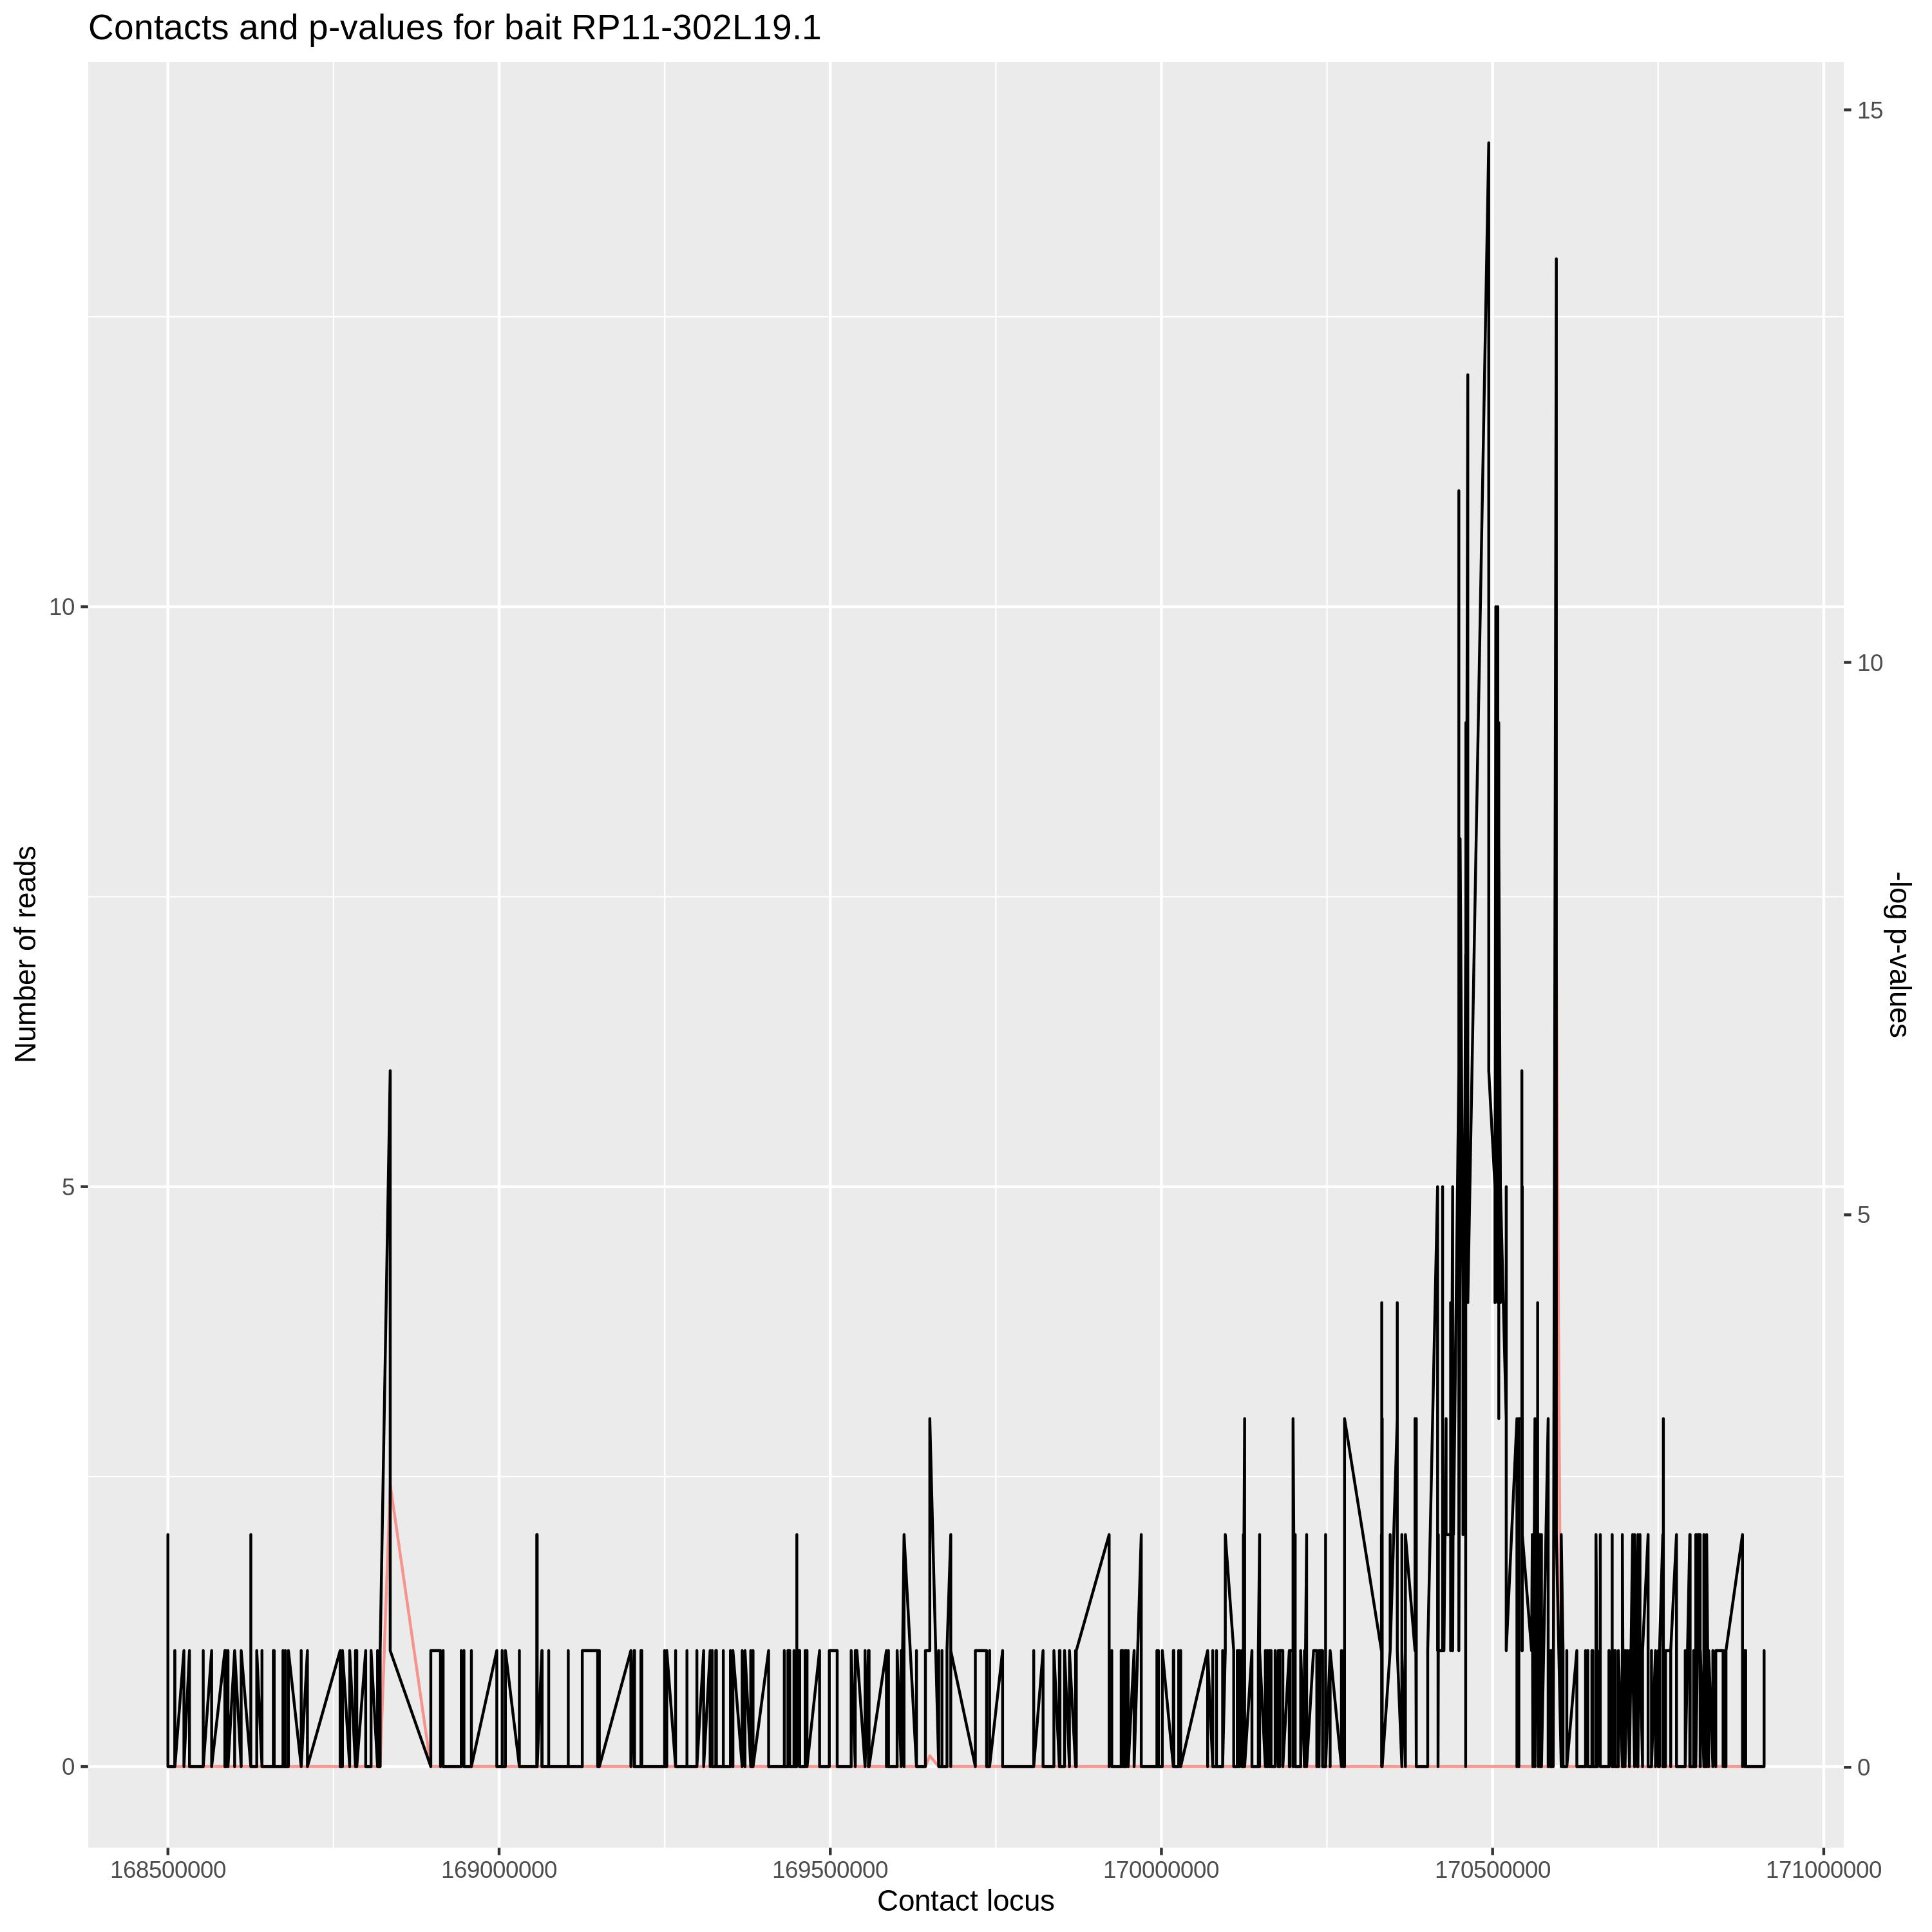 Contacts and p-values for bait RP11-302L19.1
15
10
10
Number of reads
-log p-values
5
5
0
0
168500000 169000000 169500000 170000000 170500000 171000000
Contact locus